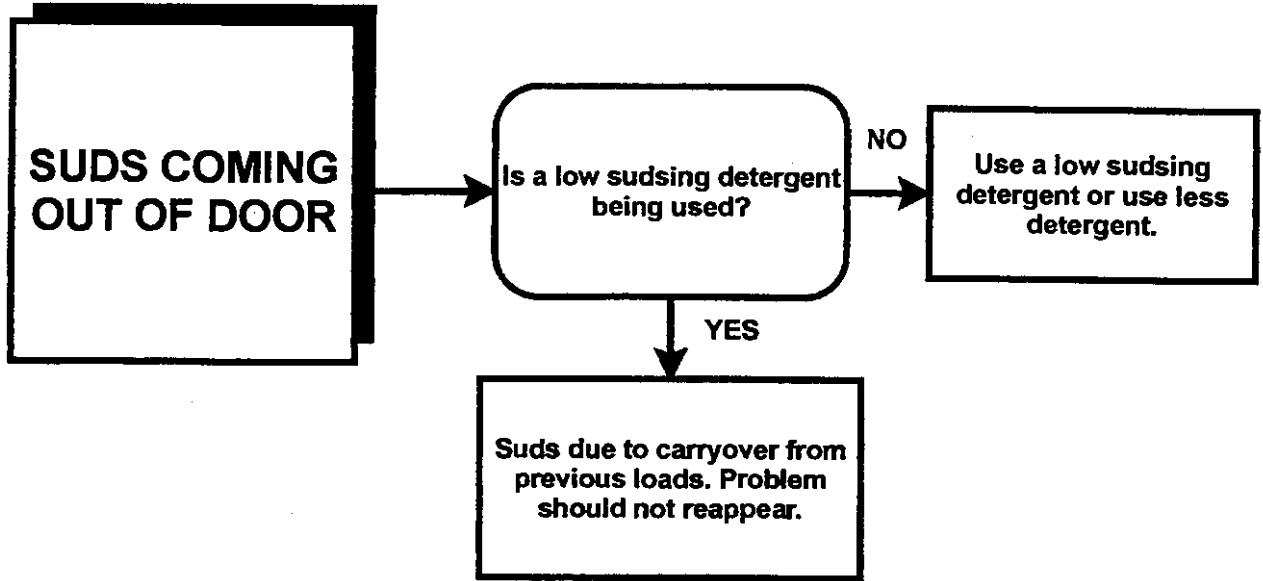 SUDS COMING
OUT OF DOOR
Is a low sudsing detergent
being used?
NO
Use a low sudsing
detergent or use less
detergent.
YES
Suds due to carryover from
previous loads. Problem
should not reappear.